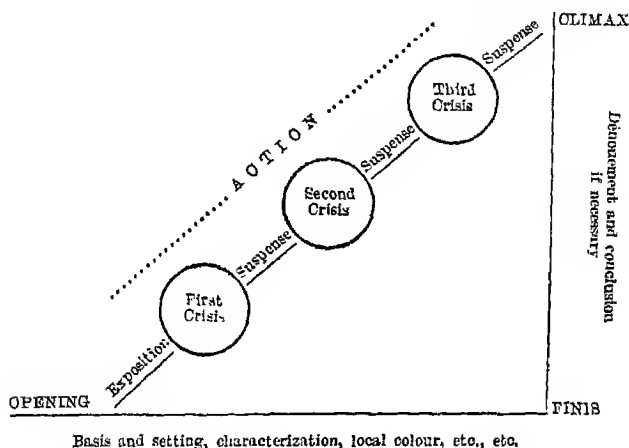 CLIMAX
Suspense
Third
Crisis
Suspense
ACTION
Second
Crisis
Suspense
First
Crisis
Exposition
Dénouement and conclusion
if necessary
OPENING
FINIS
Basis and setting, characterization, local colour, etc., etc.